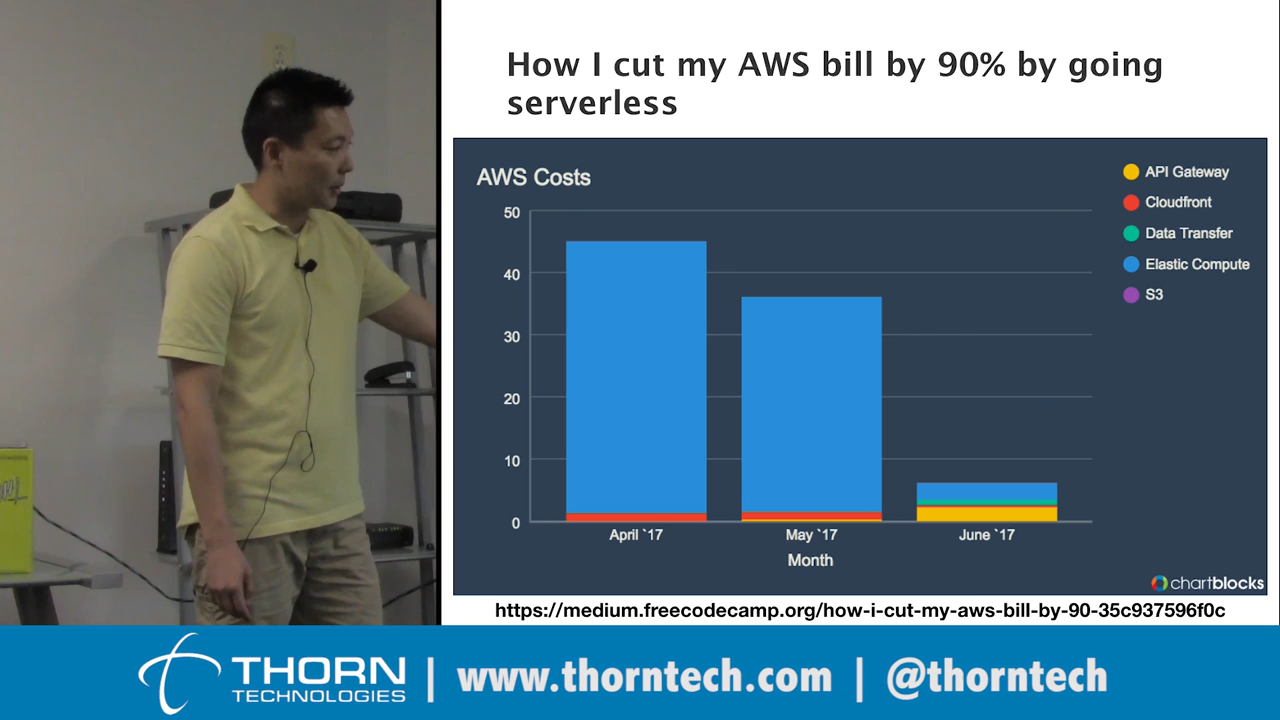 How I cut my AWS bill by 90% by going
serverless
AWS Costs
50
40
30
20
10
0
April `17
May `17
June `17
Month
API Gateway
Cloudfront
Data Transfer
Elastic Compute
S3
chartblocks
https://medium.freecodecamp.org/how-i-cut-my-aws-bill-by-90-35c937596f0c
THORN
TECHNOLOGIES
| www.thorntech.com | @thorntech